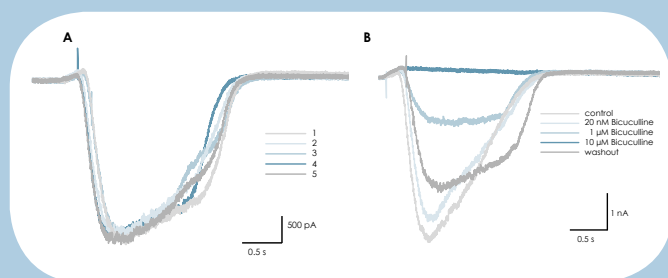 A
1
2
3
4
5
500 pA
0.5 s
B
control
20 nM Bicuculline
1 µM Bicuculline
10 µM Bicuculline
washout
1 nA
0.5 s